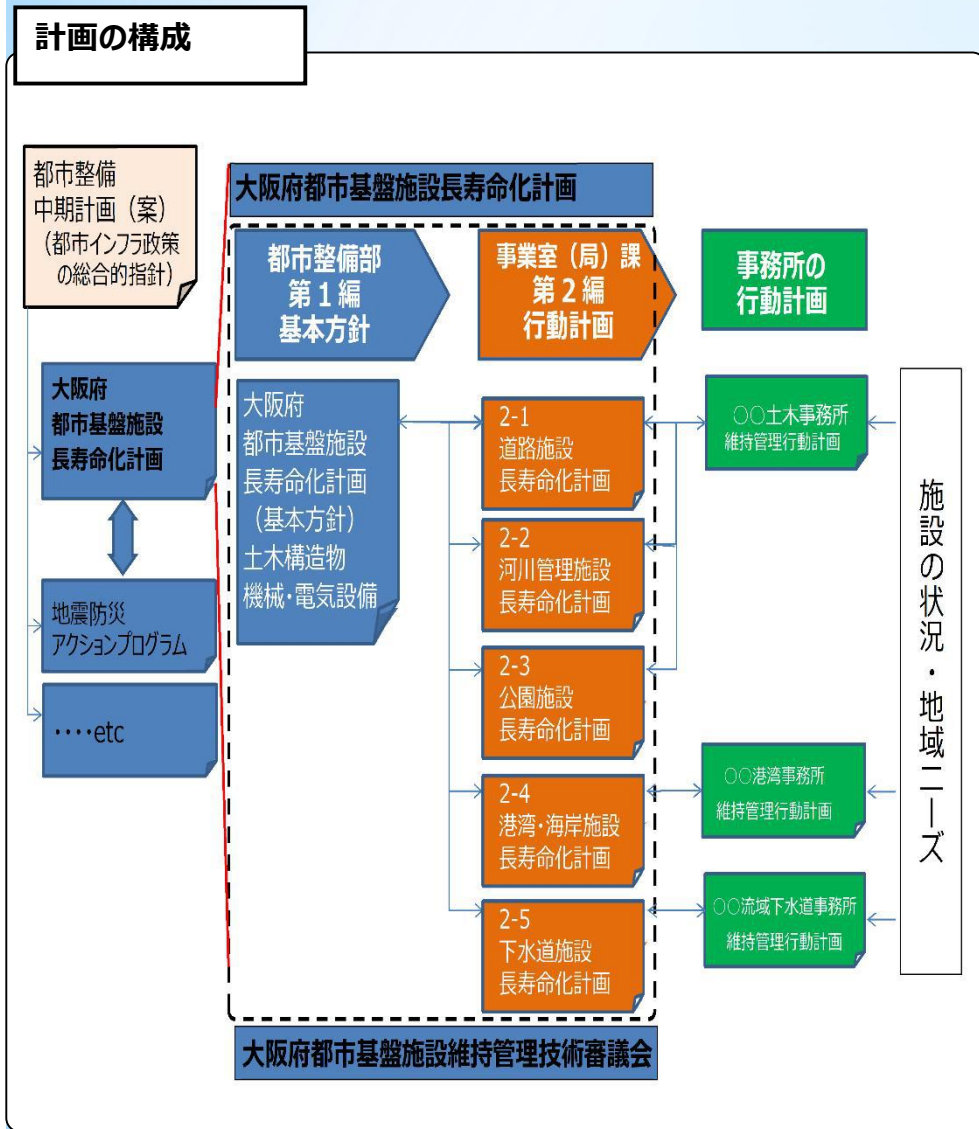 計画の構成
都市整備
中期計画（案）
（都市インフラ政策
の総合的指針）
大阪府
都市基盤施設
長寿命化計画
地震防災
アクションプログラム
・・・・etc
大阪府都市基盤施設長寿命化計画
都市整備部
第１編
基本方針
事業室（局）課
第２編
行動計画
事務所の
行動計画
大阪府
都市基盤施設
長寿命化計画
（基本方針）
土木構造物
機械・電気設備
2-1
道路施設
長寿命化計画
2-2
河川管理施設
長寿命化計画
2-3
公園施設
長寿命化計画
2-4
港湾・海岸施設
長寿命化計画
2-5
下水道施設
長寿命化計画
○○土木事務所
維持管理行動計画
○○港湾事務所
維持管理行動計画
○○流域下水道事務所
維持管理行動計画
施設の状況・地域ニーズ
大阪府都市基盤施設維持管理技術審議会